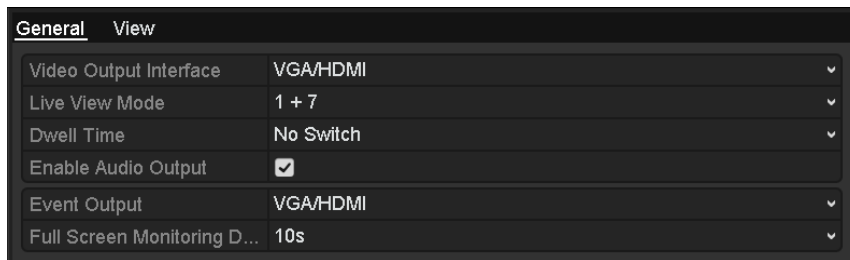 General View
Video Output Interface VGA/HDMI
Live View Mode 1 + 7
Dwell Time No Switch
Enable Audio Output
Event Output VGA/HDMI
Full Screen Monitoring D... 10s